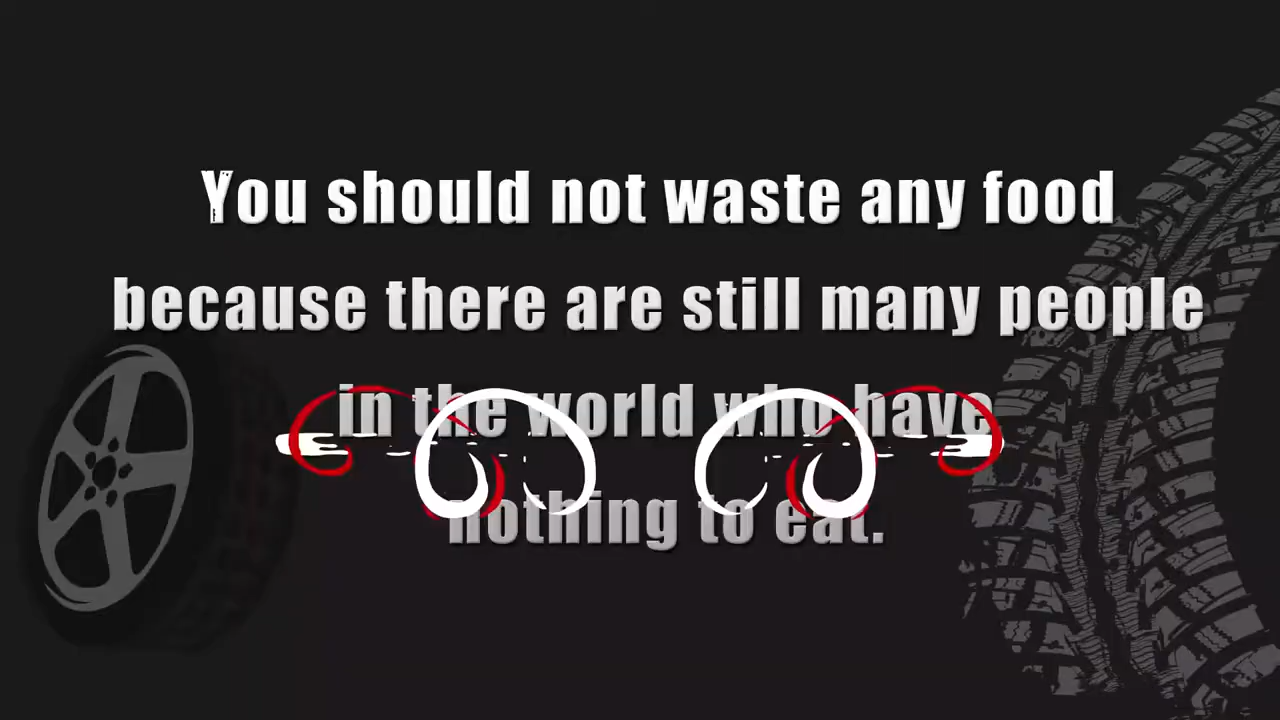 You should not waste any food
because there are still many people
in the world who have
nothing to eat.